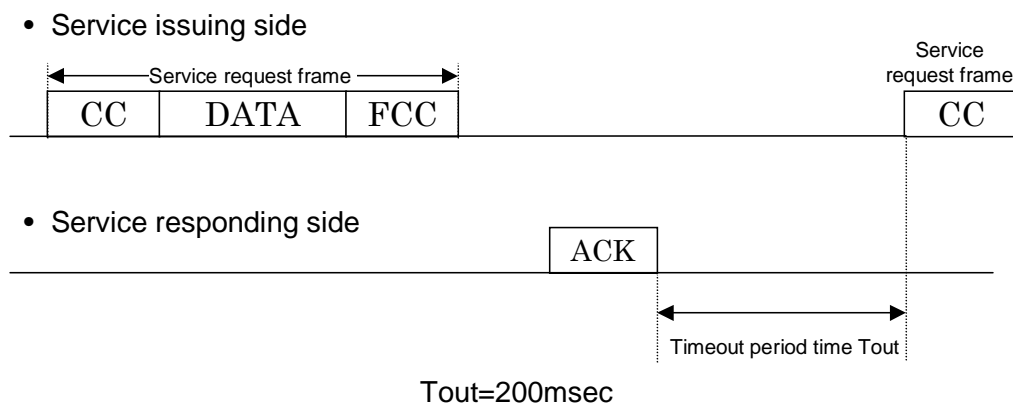 • Service issuing side
Service request frame
Service
request frame
CC DATA FCC
CC
• Service responding side
ACK
Timeout period time Tout
Tout=200msec